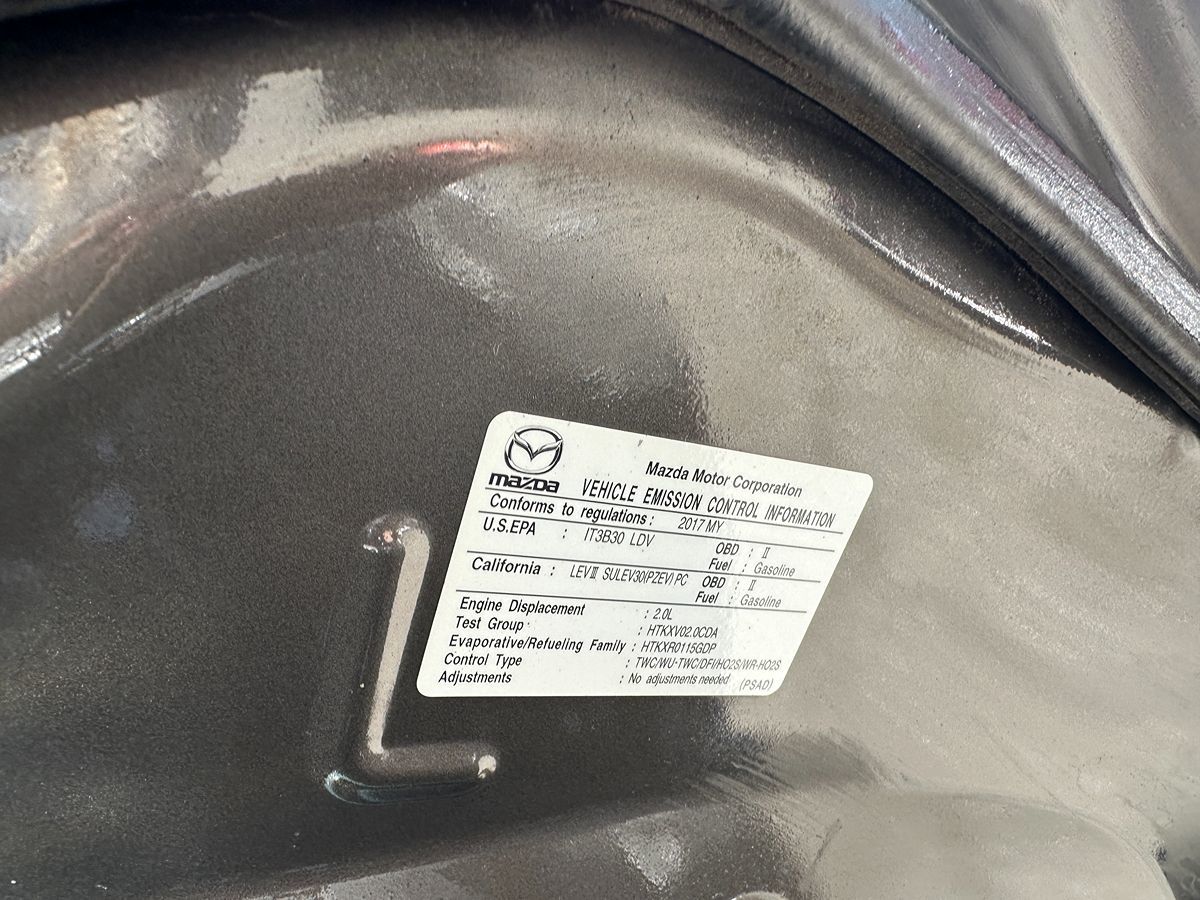 mazda
Mazda Motor Corporation
VEHICLE EMISSION CONTROL INFORMATION
Conforms to regulations : 2017 MY
U.S.EPA : IT3B30 LDV OBD : II
Fuel : Gasoline
California : LEVIII SULEV30(PZEV) PC OBD : II
Fuel : Gasoline
Engine Displacement : 2.0L
Test Group : HTKXV02.0CDA
Evaporative/Refueling Family : HTKXR0115GDP
Control Type : TWC/WU-TWC/DFI/HO2S/WR-HO2S
Adjustments : No adjustments needed (PSAD)
L